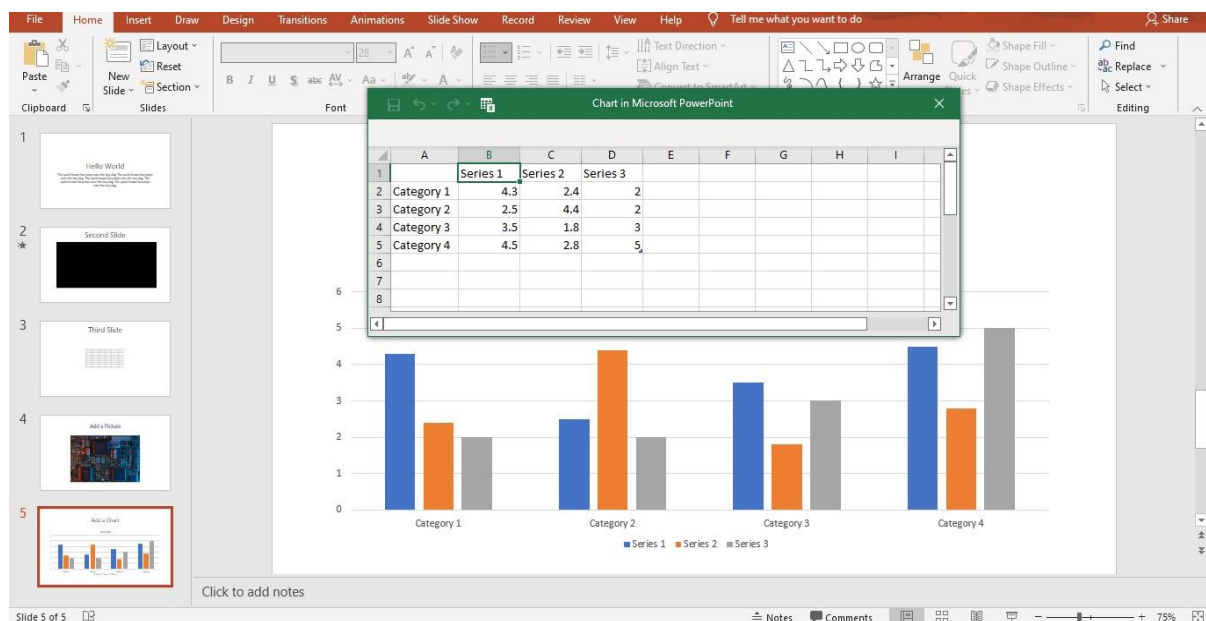 File Home Insert Draw Design Transitions Animations Slide Show Record Review View Help Tell me what you want to do Share
Layout
Text Direction
Shape Fill
Find
Reset
Align Text
Shape Outline
Replace
Paste
New
Slide
Section
28
B I U S abc AV Aa
Convert to SmartArt
Arrange
Quick
Shape Effects
Select
Clipboard
Slides
Font
Editing
Chart in Microsoft PowerPoint
A B C D E F G H I
1 Series 1 Series 2 Series 3
2 Category 1 4.3 2.4 2
3 Category 2 2.5 4.4 2
4 Category 3 3.5 1.8 3
5 Category 4 4.5 2.8 5
6
7
8
1
Hello World
2
Second Slide
3
Third Slide
4
Add a Picture
5
Add a Chart
6
5
4
3
2
1
0
Category 1 Category 2 Category 3 Category 4
Series 1 Series 2 Series 3
Click to add notes
Slide 5 of 5
Notes Comments 75%